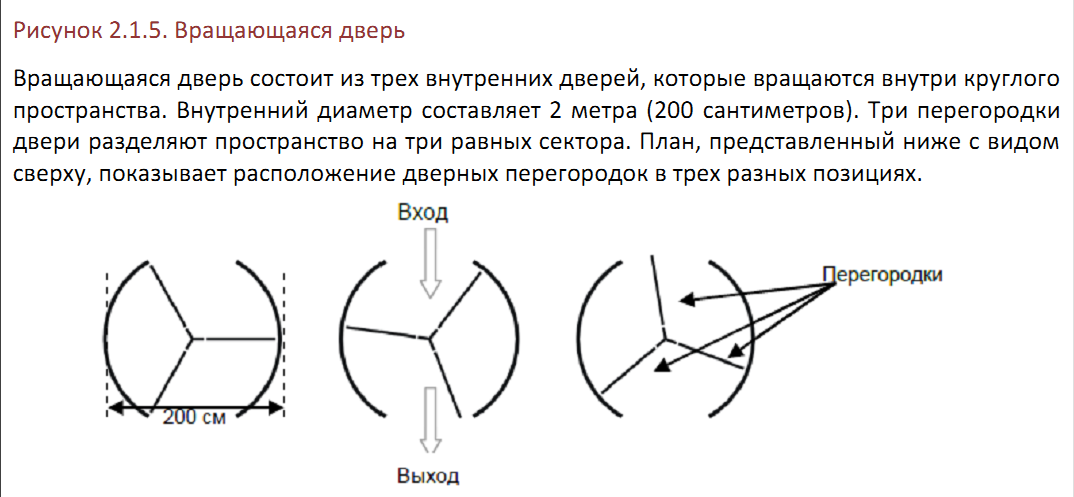 Рисунок 2.1.5. Вращающаяся дверь
Вращающаяся дверь состоит из трех внутренних дверей, которые вращаются внутри круглого
пространства. Внутренний диаметр составляет 2 метра (200 сантиметров). Три перегородки
двери разделяют пространство на три равных сектора. План, представленный ниже с видом
сверху, показывает расположение дверных перегородок в трех разных позициях.
Вход
Перегородки
200 см
Выход